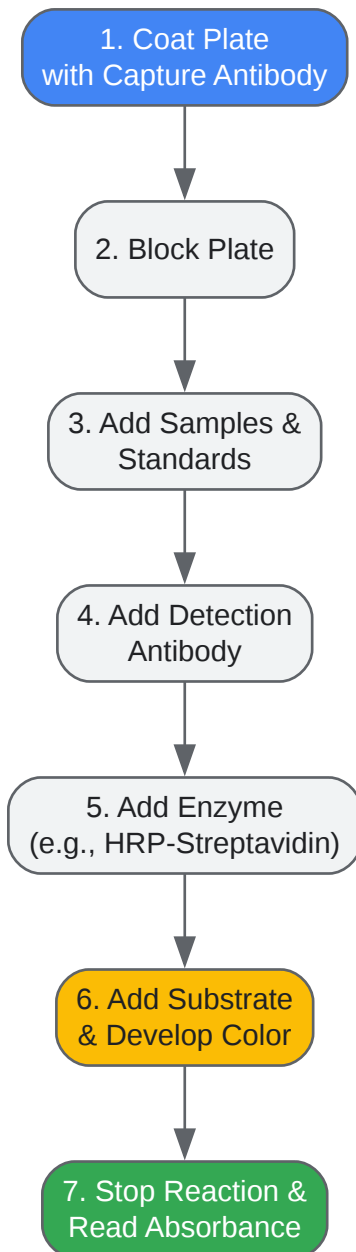 1. Coat Plate
with Capture Antibody
2. Block Plate
3. Add Samples &
Standards
4. Add Detection
Antibody
5. Add Enzyme
(e.g., HRP-Streptavidin)
6. Add Substrate
& Develop Color
7. Stop Reaction &
Read Absorbance